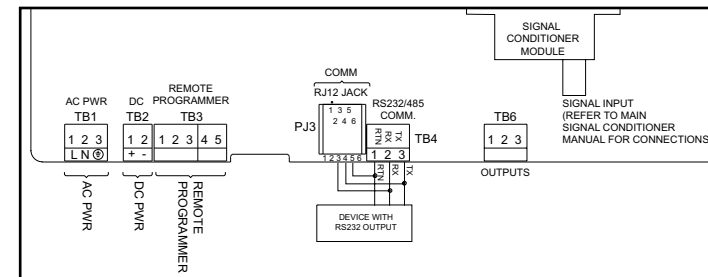 SIGNAL
CONDITIONER
MODULE
COMM
RJ12 JACK
AC PWR
TB1
DC
TB2
REMOTE
PROGRAMMER
TB3
1 2 3
L N
1 2
+ -
1 2 3 4 5
PJ3
1 3 5
2 4 6
1 2 3 4 5 6
RS232/485
COMM.
RTN
RX
TX
TB4
1 2 3
RTN
RX
TX
TB6
1 2 3
OUTPUTS
SIGNAL INPUT
(REFER TO MAIN
SIGNAL CONDITIONER
MANUAL FOR CONNECTIONS
AC PWR
DC PWR
REMOTE
PROGRAMMER
DEVICE WITH
RS232 OUTPUT